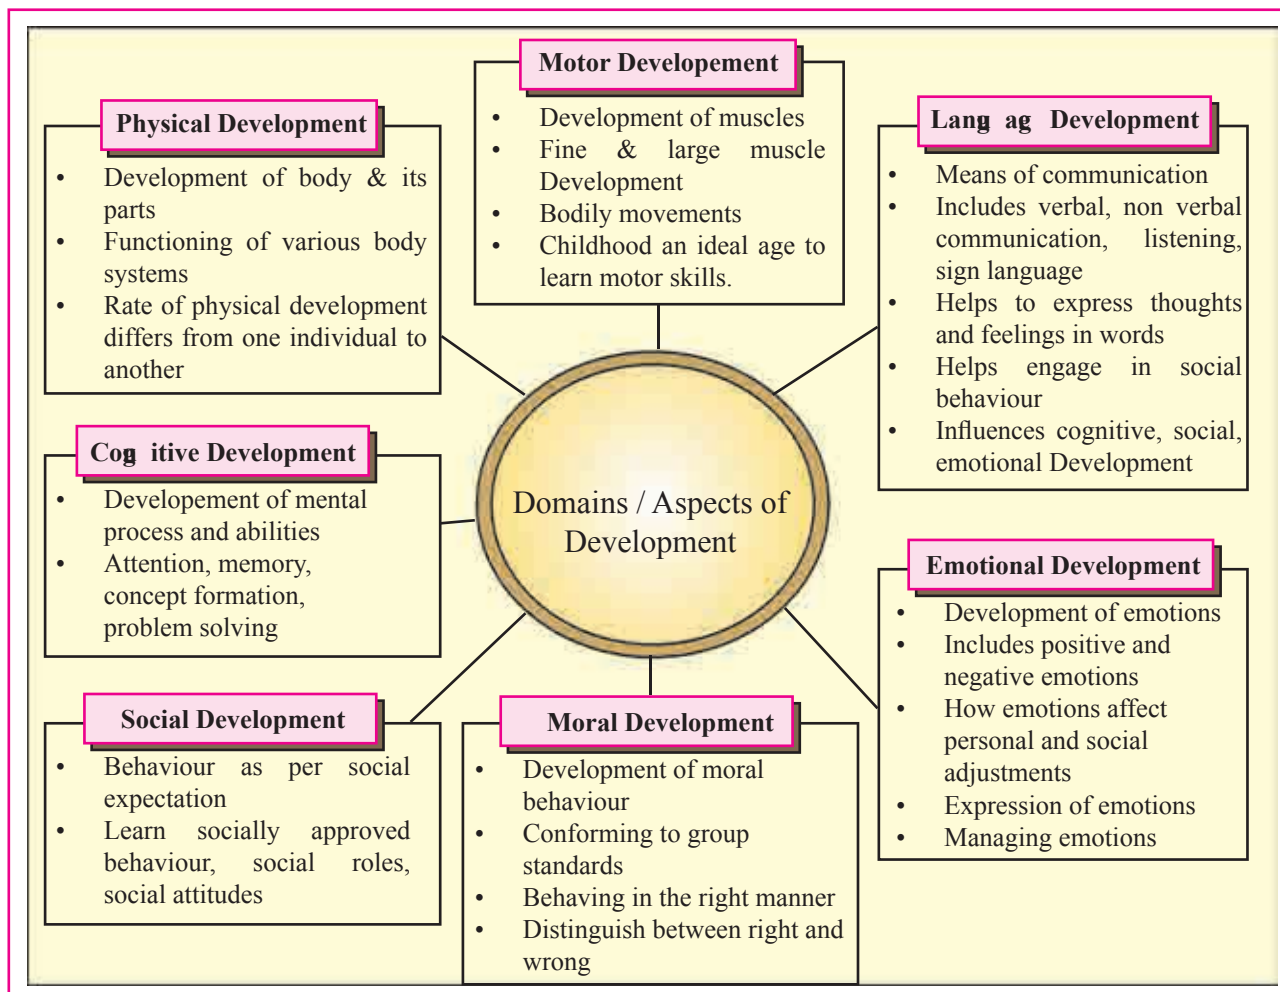 Motor Developement
• Development of muscles
• Fine & large muscle
Development
• Bodily movements
• Childhood an ideal age to
learn motor skills.
Physical Development
• Development of body & its
parts
• Functioning of various body
systems
• Rate of physical development
differs from one individual to
another
Language Development
• Means of communication
• Includes verbal, non verbal
communication, listening,
sign language
• Helps to express thoughts
and feelings in words
• Helps engage in social
behaviour
• Influences cognitive, social,
emotional Development
Cognitive Development
• Developement of mental
process and abilities
• Attention, memory,
concept formation,
problem solving
Domains / Aspects of
Development
Emotional Development
• Development of emotions
• Includes positive and
negative emotions
• How emotions affect
personal and social
adjustments
• Expression of emotions
• Managing emotions
Social Development
• Behaviour as per social
expectation
• Learn socially approved
behaviour, social roles,
social attitudes
Moral Development
• Development of moral
behaviour
• Conforming to group
standards
• Behaving in the right manner
• Distinguish between right and
wrong